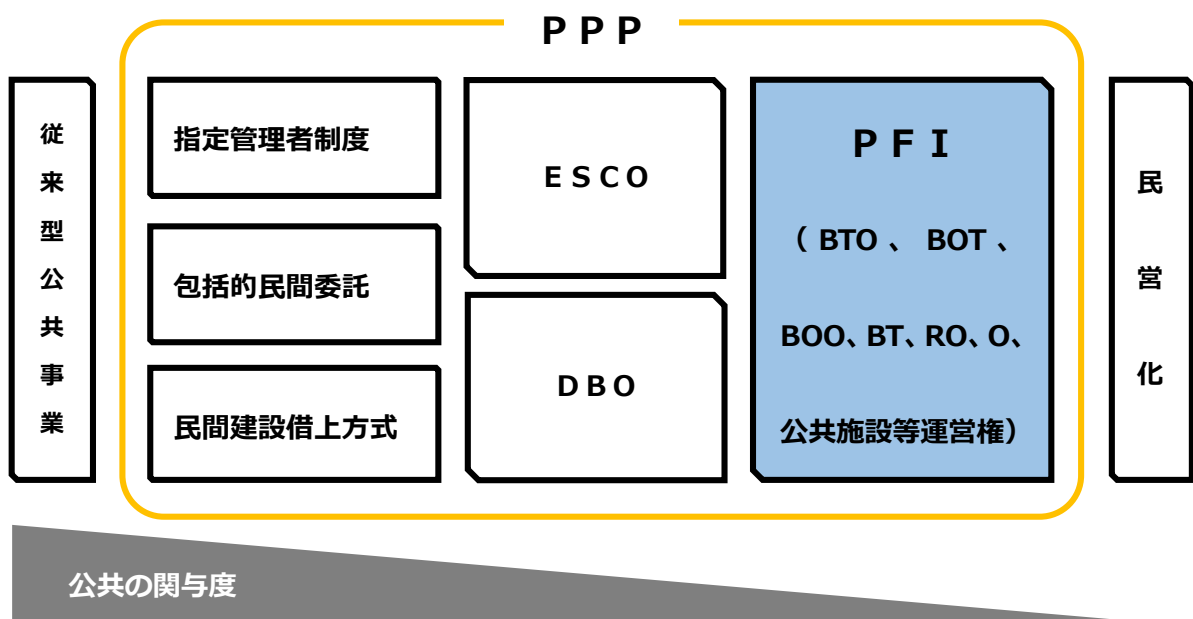 ＰＰＰ
従来型公共事業
指定管理者制度
包括的民間委託
民間建設借上方式
ＥＳＣＯ
ＤＢＯ
ＰＦＩ
（ BTO 、 BOT 、
BOO、BT、RO、O、
公共施設等運営権）
民営化
公共の関与度